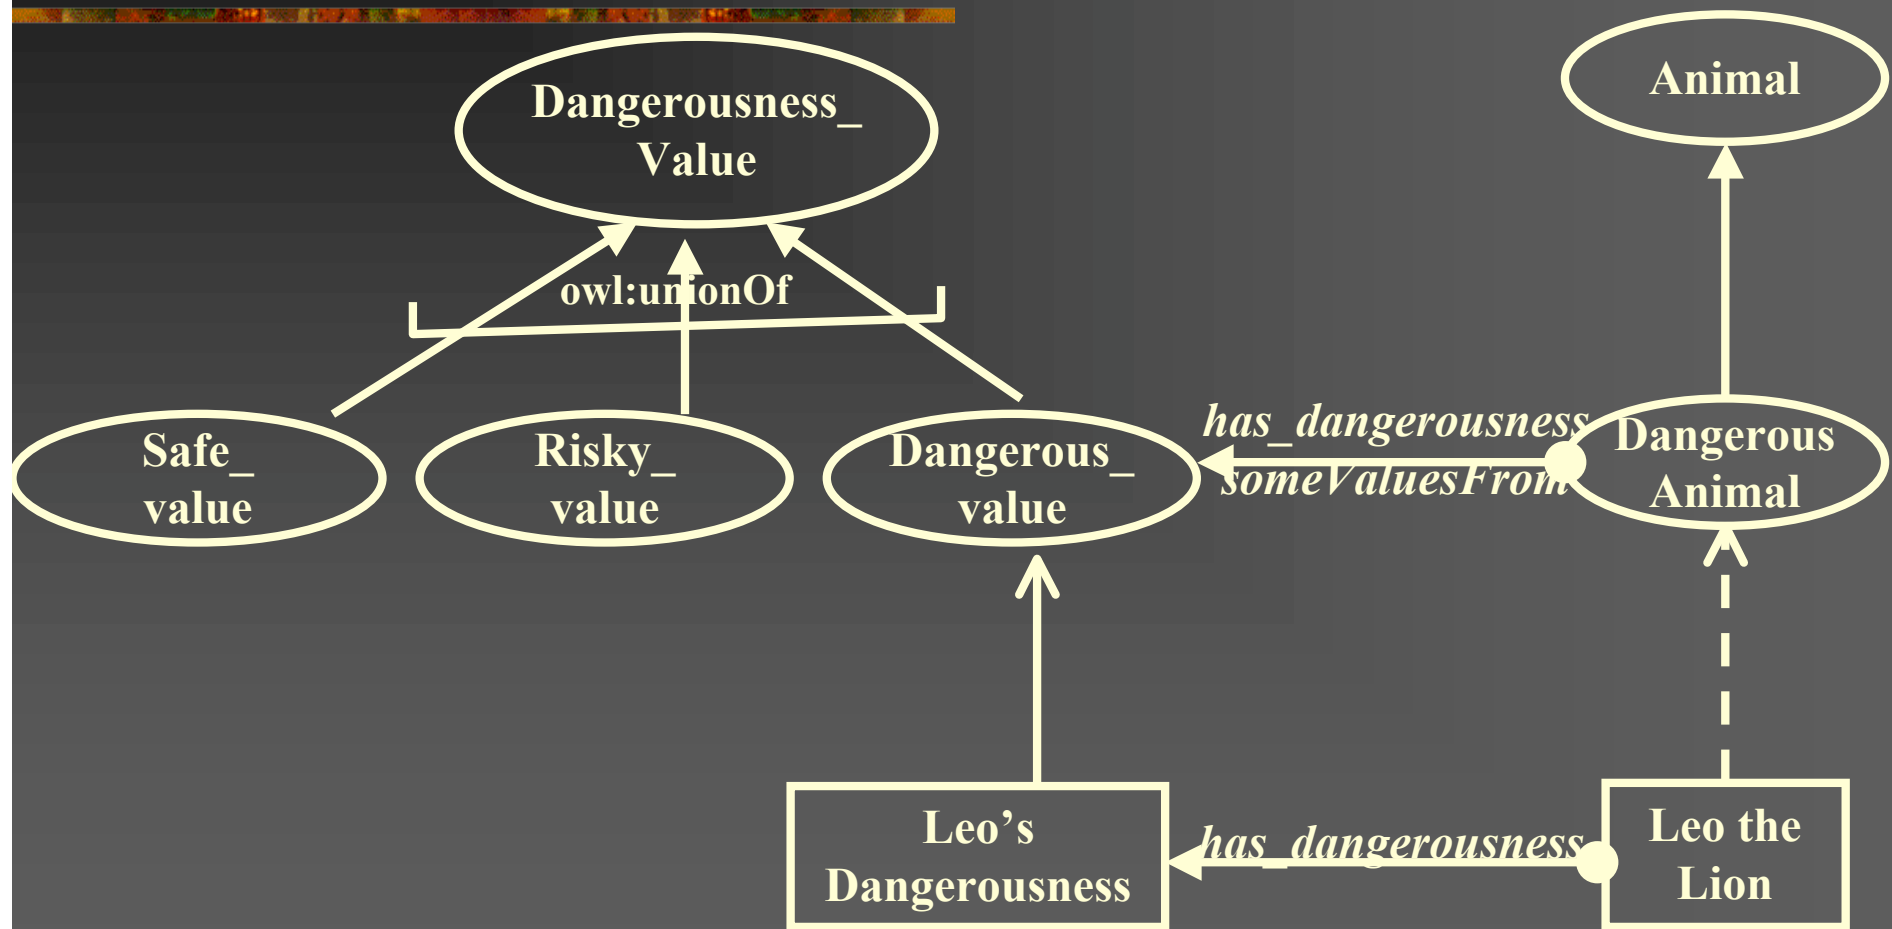 Dangerousness_
Value
Animal
owl:unionOf
Safe_
value
Risky_
value
Dangerous_
value
has_dangerousness
someValuesFrom
Dangerous
Animal
Leo’s
Dangerousness
has_dangerousness
Leo the
Lion